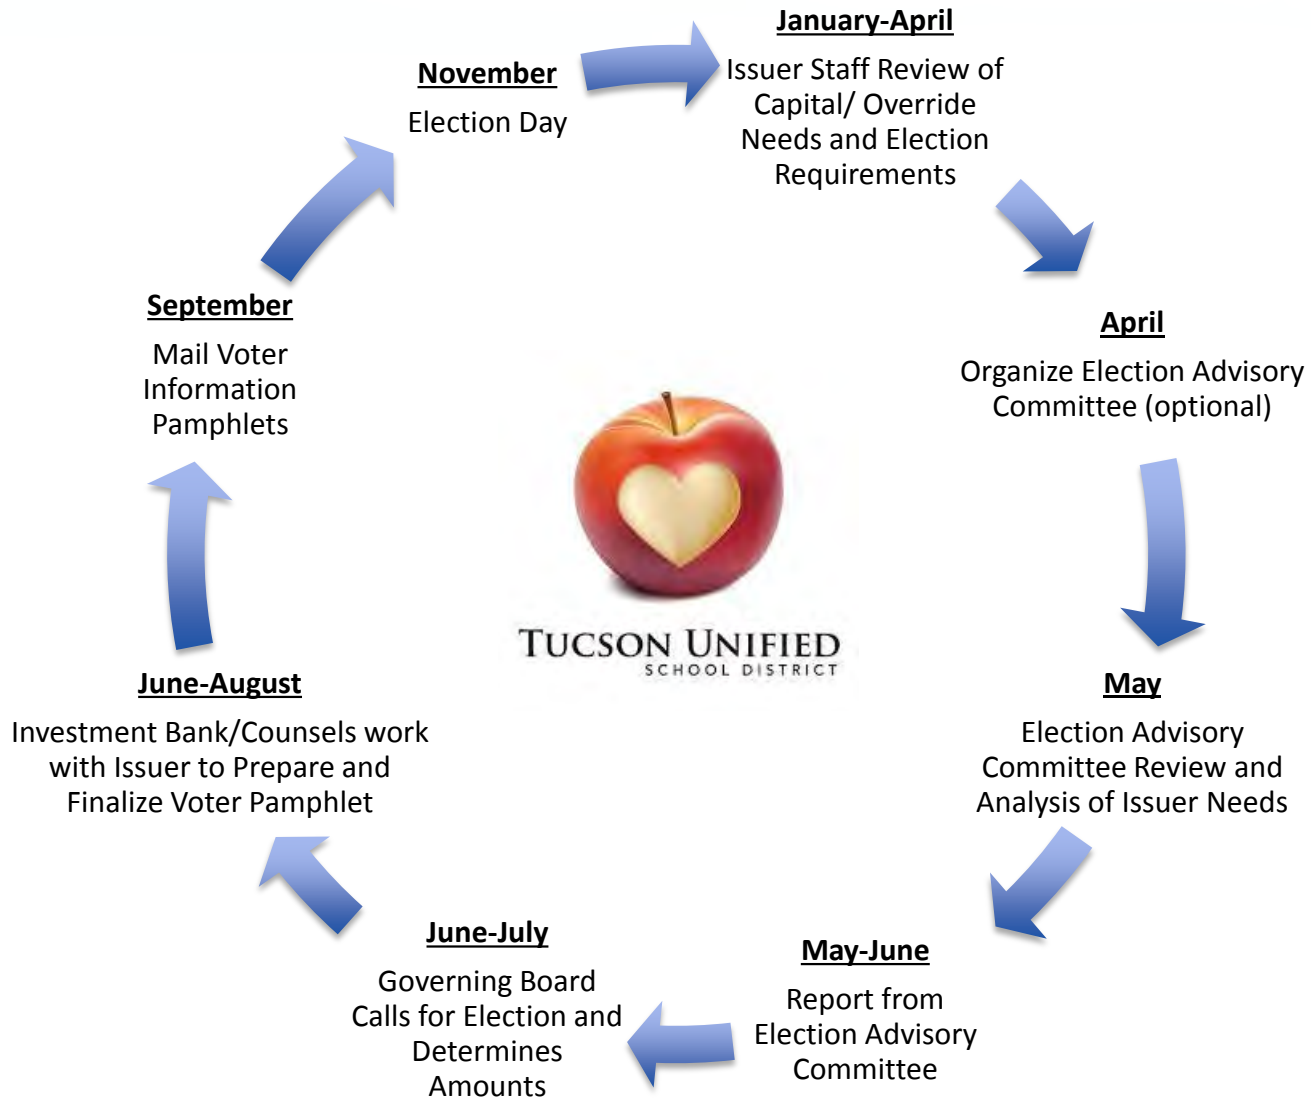 January-April
Issuer Staff Review of
Capital/ Override
Needs and Election
Requirements
April
Organize Election Advisory
Committee (optional)
May
Election Advisory
Committee Review and
Analysis of Issuer Needs
May-June
Report from
Election Advisory
Committee
June-July
Governing Board
Calls for Election and
Determines
Amounts
June-August
Investment Bank/Counsels work
with Issuer to Prepare and
Finalize Voter Pamphlet
September
Mail Voter
Information
Pamphlets
November
Election Day
TUCSON UNIFIED
SCHOOL DISTRICT